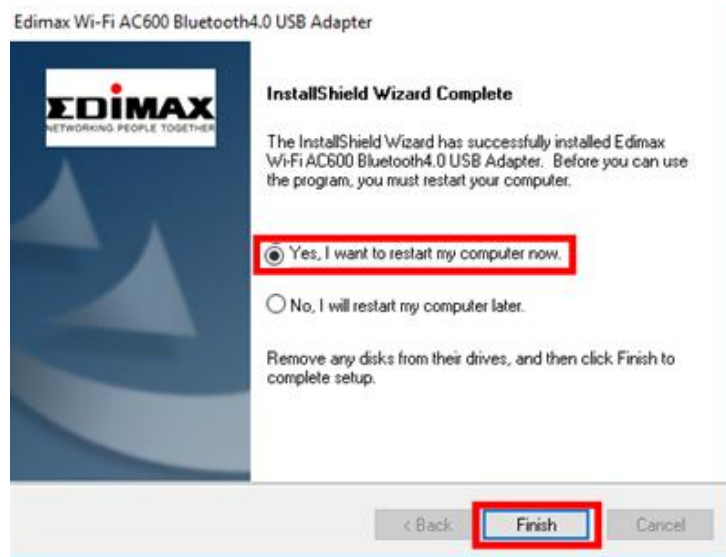 Edimax Wi-Fi AC600 Bluetooth4.0 USB Adapter
EDIMAX
NETWORKING PEOPLE TOGETHER
InstallShield Wizard Complete
The InstallShield Wizard has successfully installed Edimax
Wi-Fi AC600 Bluetooth4.0 USB Adapter.  Before you can use
the program, you must restart your computer.
Yes, I want to restart my computer now.
No, I will restart my computer later.
Remove any disks from their drives, and then click Finish to
complete setup.
< Back
Finish
Cancel